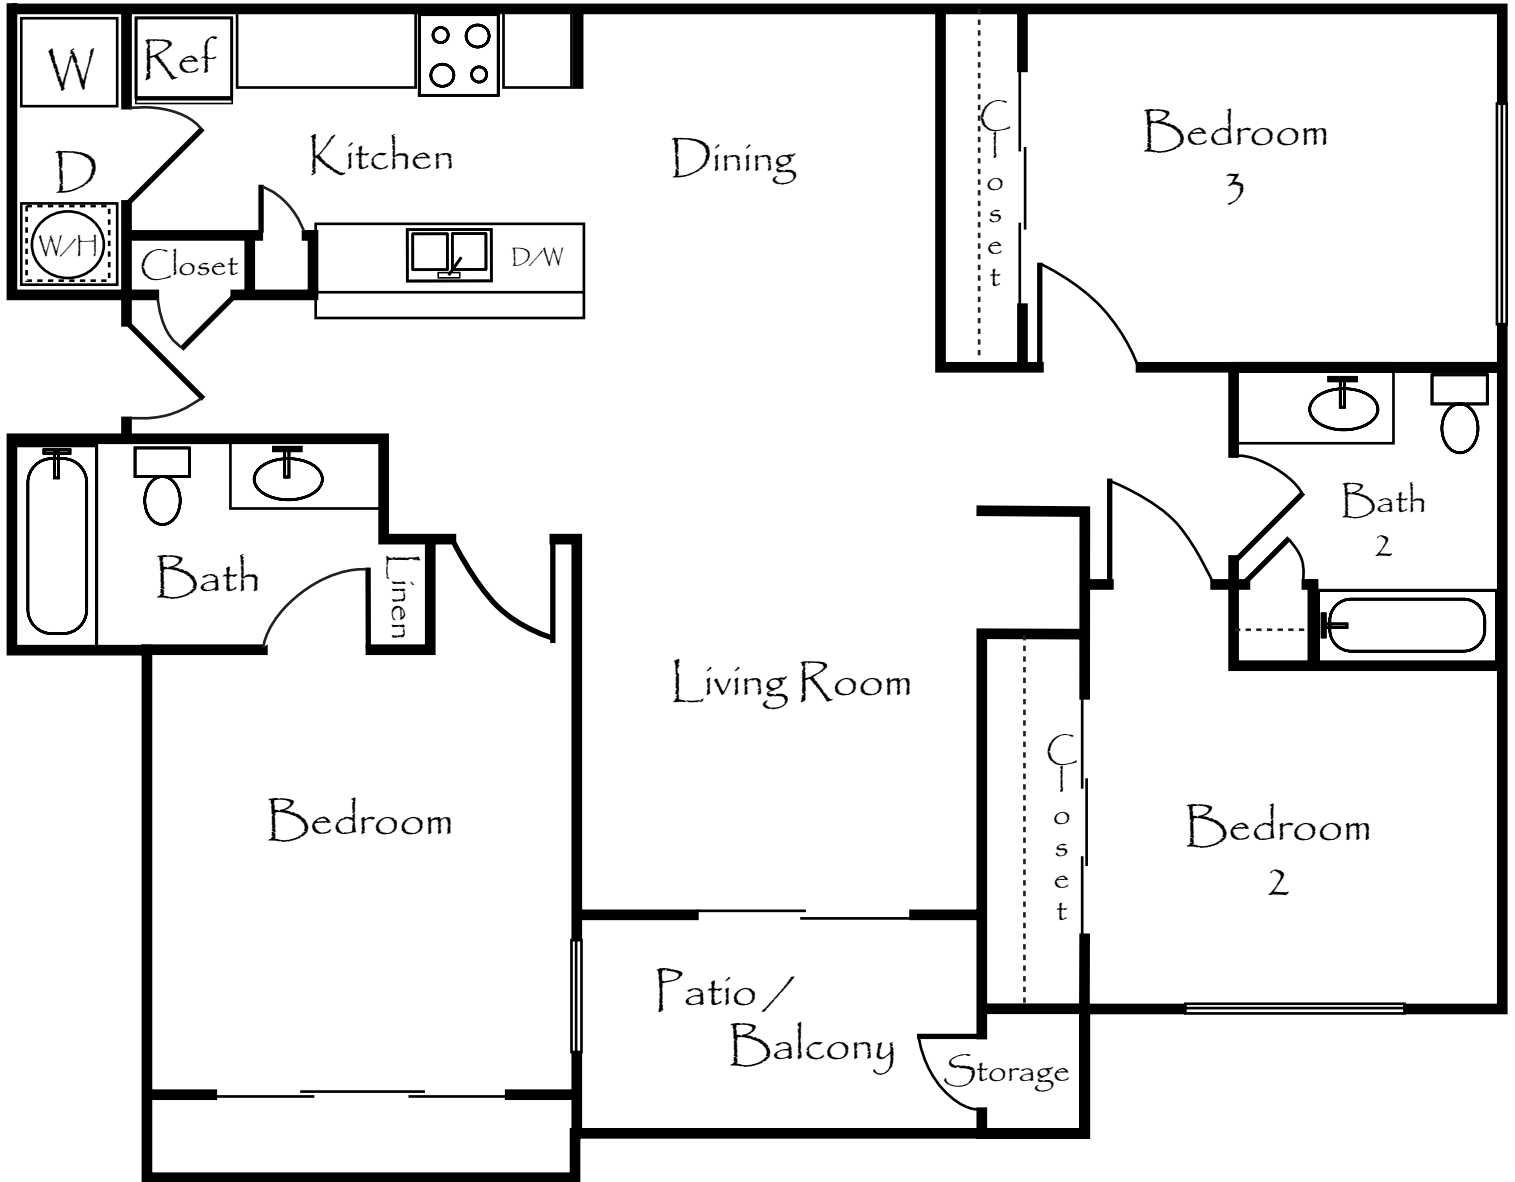 W
Ref
D
Kitchen
Dining
Closet
Bedroom
3
W/H
Closet
D/W
Bath
2
Bath
Linen
Living Room
Bedroom
Closet
Bedroom
2
Patio /
Balcony
Storage